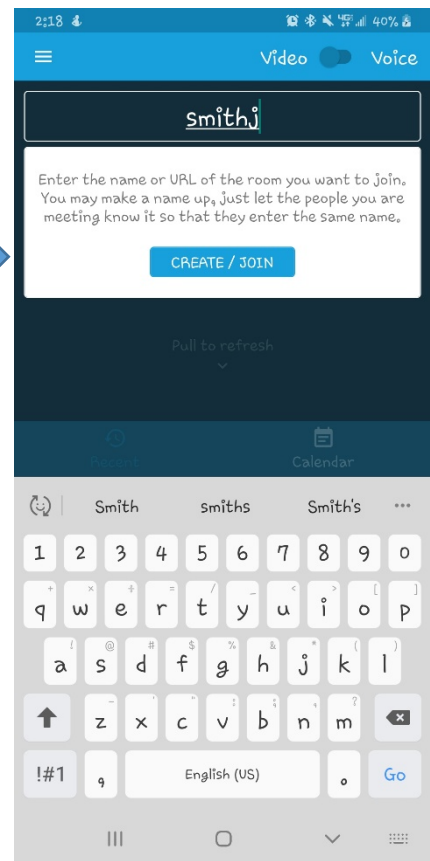 2:18 40%
Video Voice
smithj
Enter the name or URL of the room you want to join.
You may make a name up, just let the people you are
meeting know it so that they enter the same name.
CREATE / JOIN
Pull to refresh
Recent Calendar
Smith smiths Smith's ...
1 2 3 4 5 6 7 8 9 0
+ × ÷ = / _ < > [ ]
q w e r t y u i o p
! @ # $ % & * ( )
a s d f g h j k l
- ' " : ; , ?
z x c v b n m
!#1 , English (US) . Go